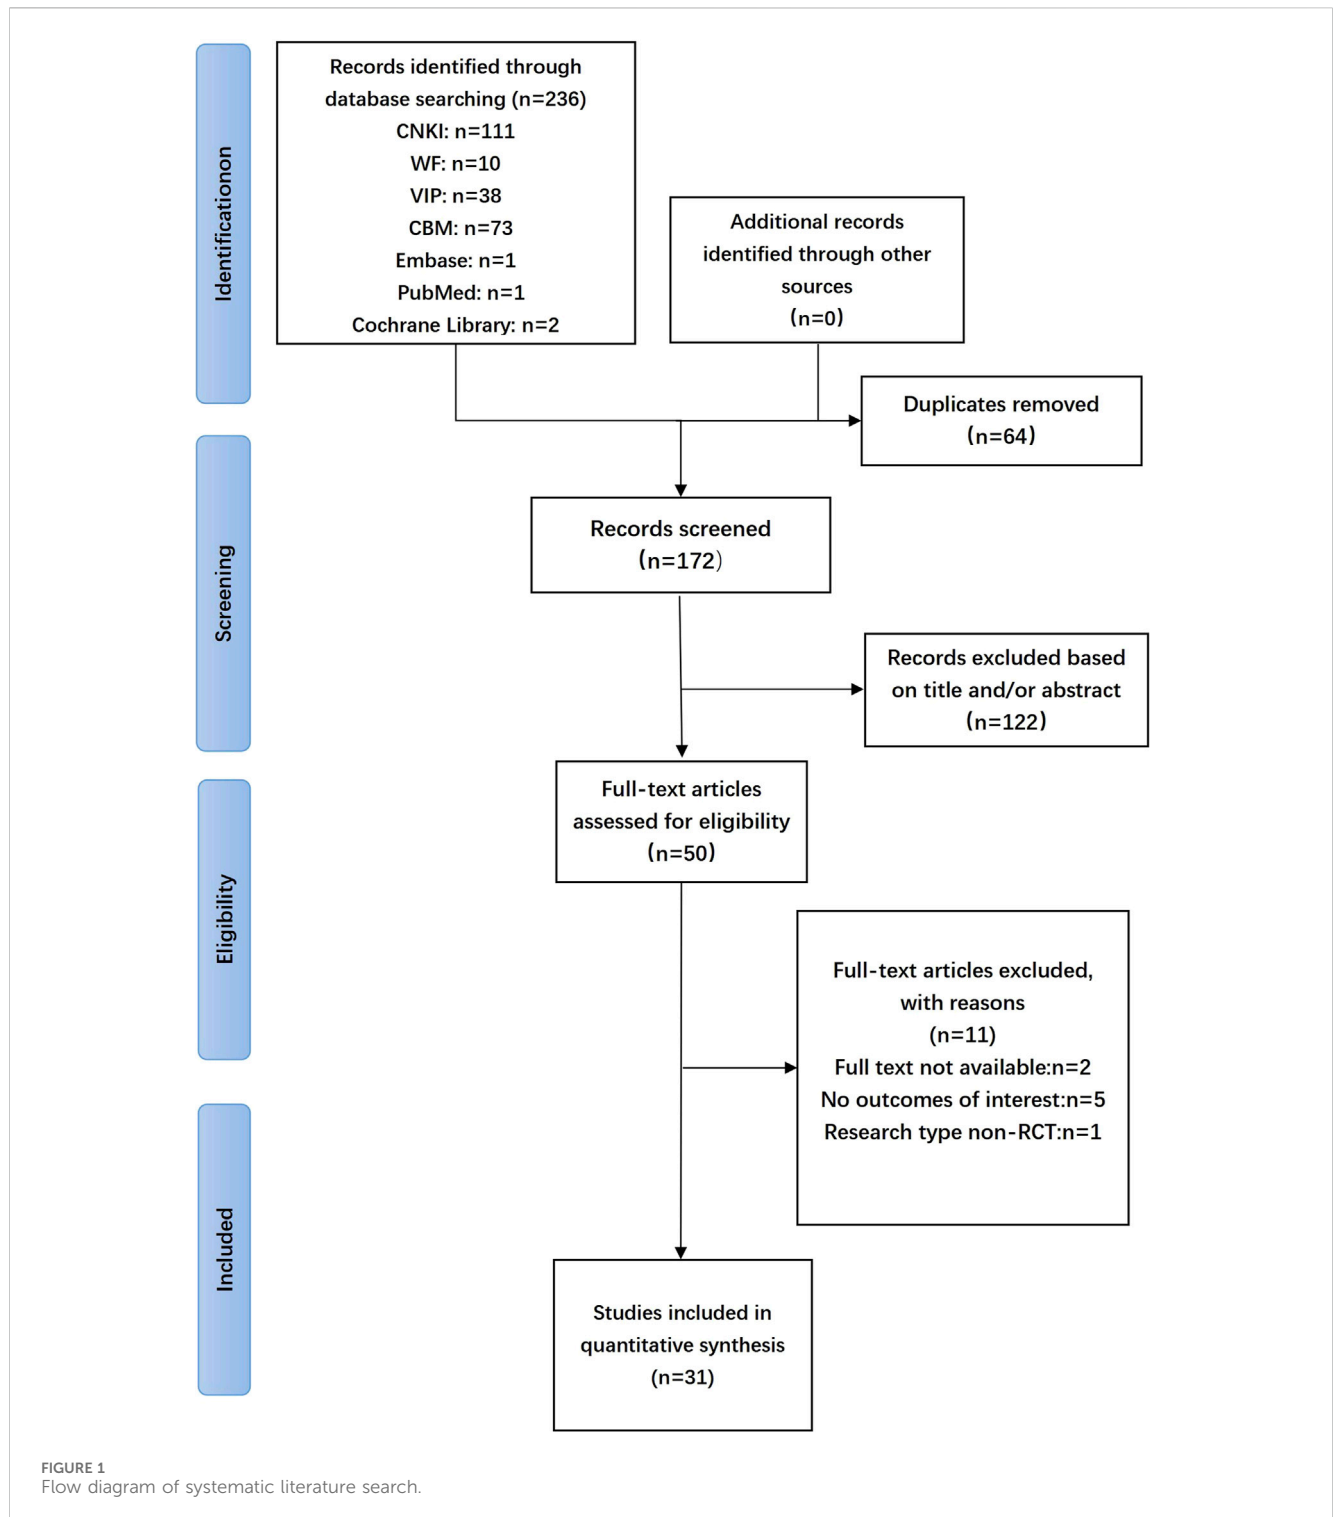 Identificationon
Records identified through
database searching (n=236)
CNKI: n=111
WF: n=10
VIP: n=38
CBM: n=73
Embase: n=1
PubMed: n=1
Cochrane Library: n=2
Additional records
identified through other
sources
(n=0)
Duplicates removed
(n=64)
Screening
Records screened
(n=172)
Records excluded based
on title and/or abstract
(n=122)
Eligibility
Full-text articles
assessed for eligibility
(n=50)
Full-text articles excluded,
with reasons
(n=11)
Full text not available:n=2
No outcomes of interest:n=5
Research type non-RCT:n=1
Included
Studies included in
quantitative synthesis
(n=31)
FIGURE 1
Flow diagram of systematic literature search.